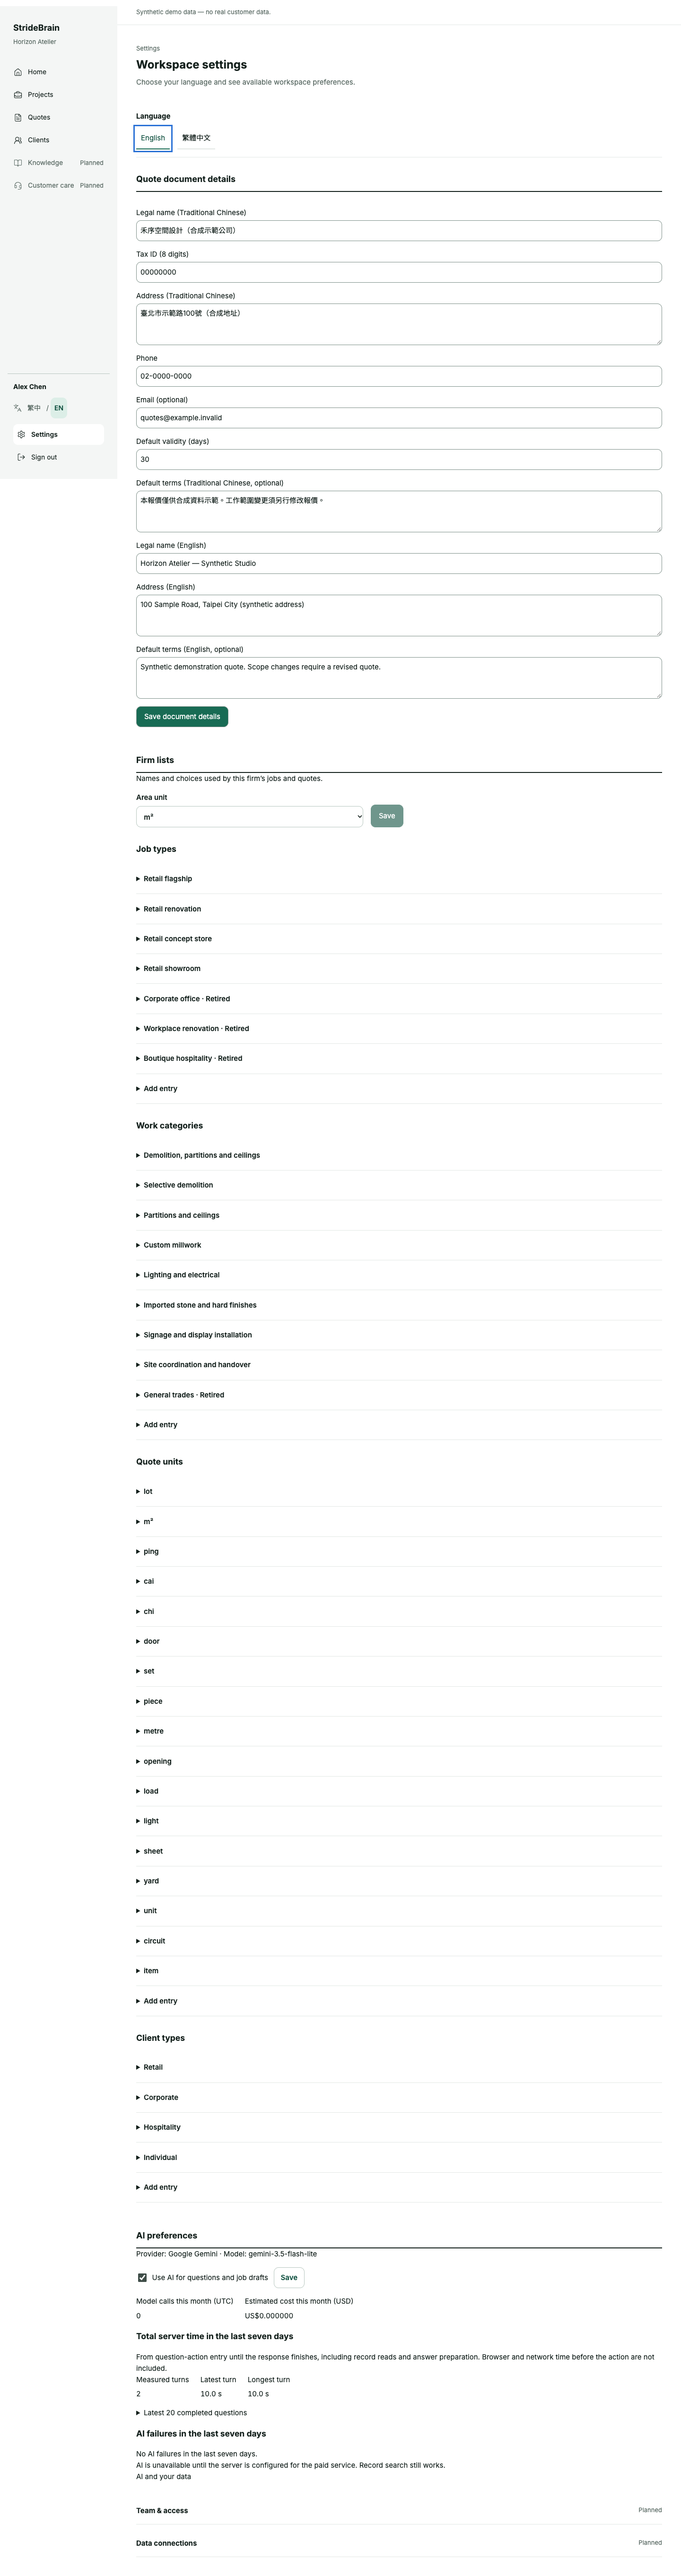 Synthetic demo data — no real customer data.
StrideBrain
Horizon Atelier
Home
Projects
Quotes
Clients
Knowledge Planned
Customer care Planned
Alex Chen
繁中 / EN
Settings
Sign out
Settings
Workspace settings
Choose your language and see available workspace preferences.
Language
English 繁體中文
Quote document details
Legal name (Traditional Chinese)
禾序空間設計（合成示範公司）
Tax ID (8 digits)
00000000
Address (Traditional Chinese)
臺北市示範路100號（合成地址）
Phone
02-0000-0000
Email (optional)
quotes@example.invalid
Default validity (days)
30
Default terms (Traditional Chinese, optional)
本報價僅供合成資料示範。工作範圍變更須另行修改報價。
Legal name (English)
Horizon Atelier — Synthetic Studio
Address (English)
100 Sample Road, Taipei City (synthetic address)
Default terms (English, optional)
Synthetic demonstration quote. Scope changes require a revised quote.
Save document details
Firm lists
Names and choices used by this firm's jobs and quotes.
Area unit
m² Save
Job types
Retail flagship
Retail renovation
Retail concept store
Retail showroom
Corporate office · Retired
Workplace renovation · Retired
Boutique hospitality · Retired
Add entry
Work categories
Demolition, partitions and ceilings
Selective demolition
Partitions and ceilings
Custom millwork
Lighting and electrical
Imported stone and hard finishes
Signage and display installation
Site coordination and handover
General trades · Retired
Add entry
Quote units
lot
m²
ping
cai
chi
door
set
piece
metre
opening
load
light
sheet
yard
unit
circuit
item
Add entry
Client types
Retail
Corporate
Hospitality
Individual
Add entry
AI preferences
Provider: Google Gemini · Model: gemini-3.5-flash-lite
Use AI for questions and job drafts Save
Model calls this month (UTC) Estimated cost this month (USD)
0 US$0.000000
Total server time in the last seven days
From question-action entry until the response finishes, including record reads and answer preparation. Browser and network time before the action are not
included.
Measured turns Latest turn Longest turn
2 10.0 s 10.0 s
Latest 20 completed questions
AI failures in the last seven days
No AI failures in the last seven days.
AI is unavailable until the server is configured for the paid service. Record search still works.
AI and your data
Team & access Planned
Data connections Planned